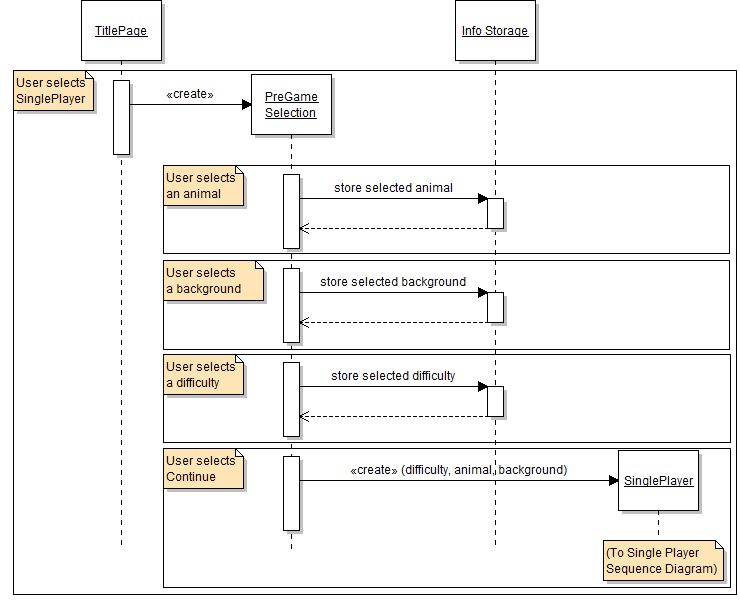 TitlePage
Info Storage
User selects
SinglePlayer
«create»
PreGame
Selection
User selects
an animal
store selected animal
User selects
a background
store selected background
User selects
a difficulty
store selected difficulty
User selects
Continue
«create» (difficulty, animal, background)
SinglePlayer
(To Single Player
Sequence Diagram)